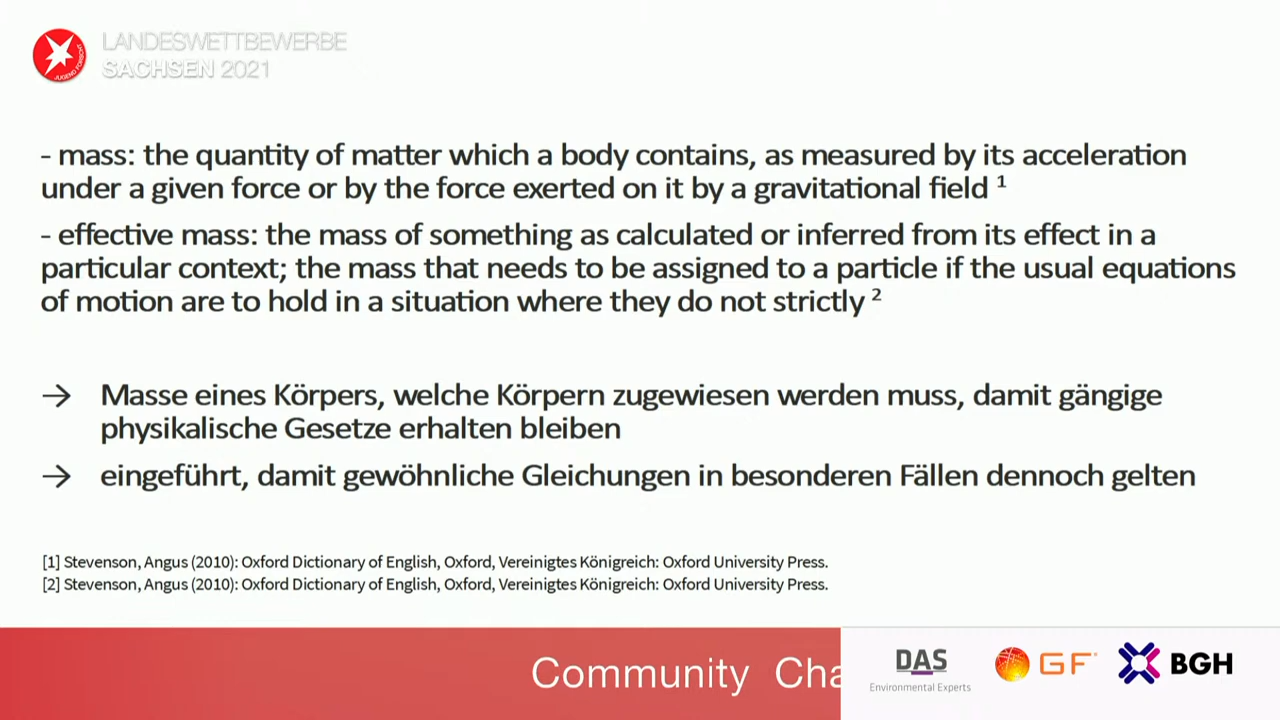 LANDESWETTBEWERBE
SACHSEN 2021
JUGEND FORSCHT
- mass: the quantity of matter which a body contains, as measured by its acceleration
under a given force or by the force exerted on it by a gravitational field ¹
- effective mass: the mass of something as calculated or inferred from its effect in a
particular context; the mass that needs to be assigned to a particle if the usual equations
of motion are to hold in a situation where they do not strictly ²
→ Masse eines Körpers, welche Körpern zugewiesen werden muss, damit gängige
physikalische Gesetze erhalten bleiben
→ eingeführt, damit gewöhnliche Gleichungen in besonderen Fällen dennoch gelten
[1] Stevenson, Angus (2010): Oxford Dictionary of English, Oxford, Vereinigtes Königreich: Oxford University Press.
[2] Stevenson, Angus (2010): Oxford Dictionary of English, Oxford, Vereinigtes Königreich: Oxford University Press.
Community Cha
DAS
Environmental Experts
GF
BGH